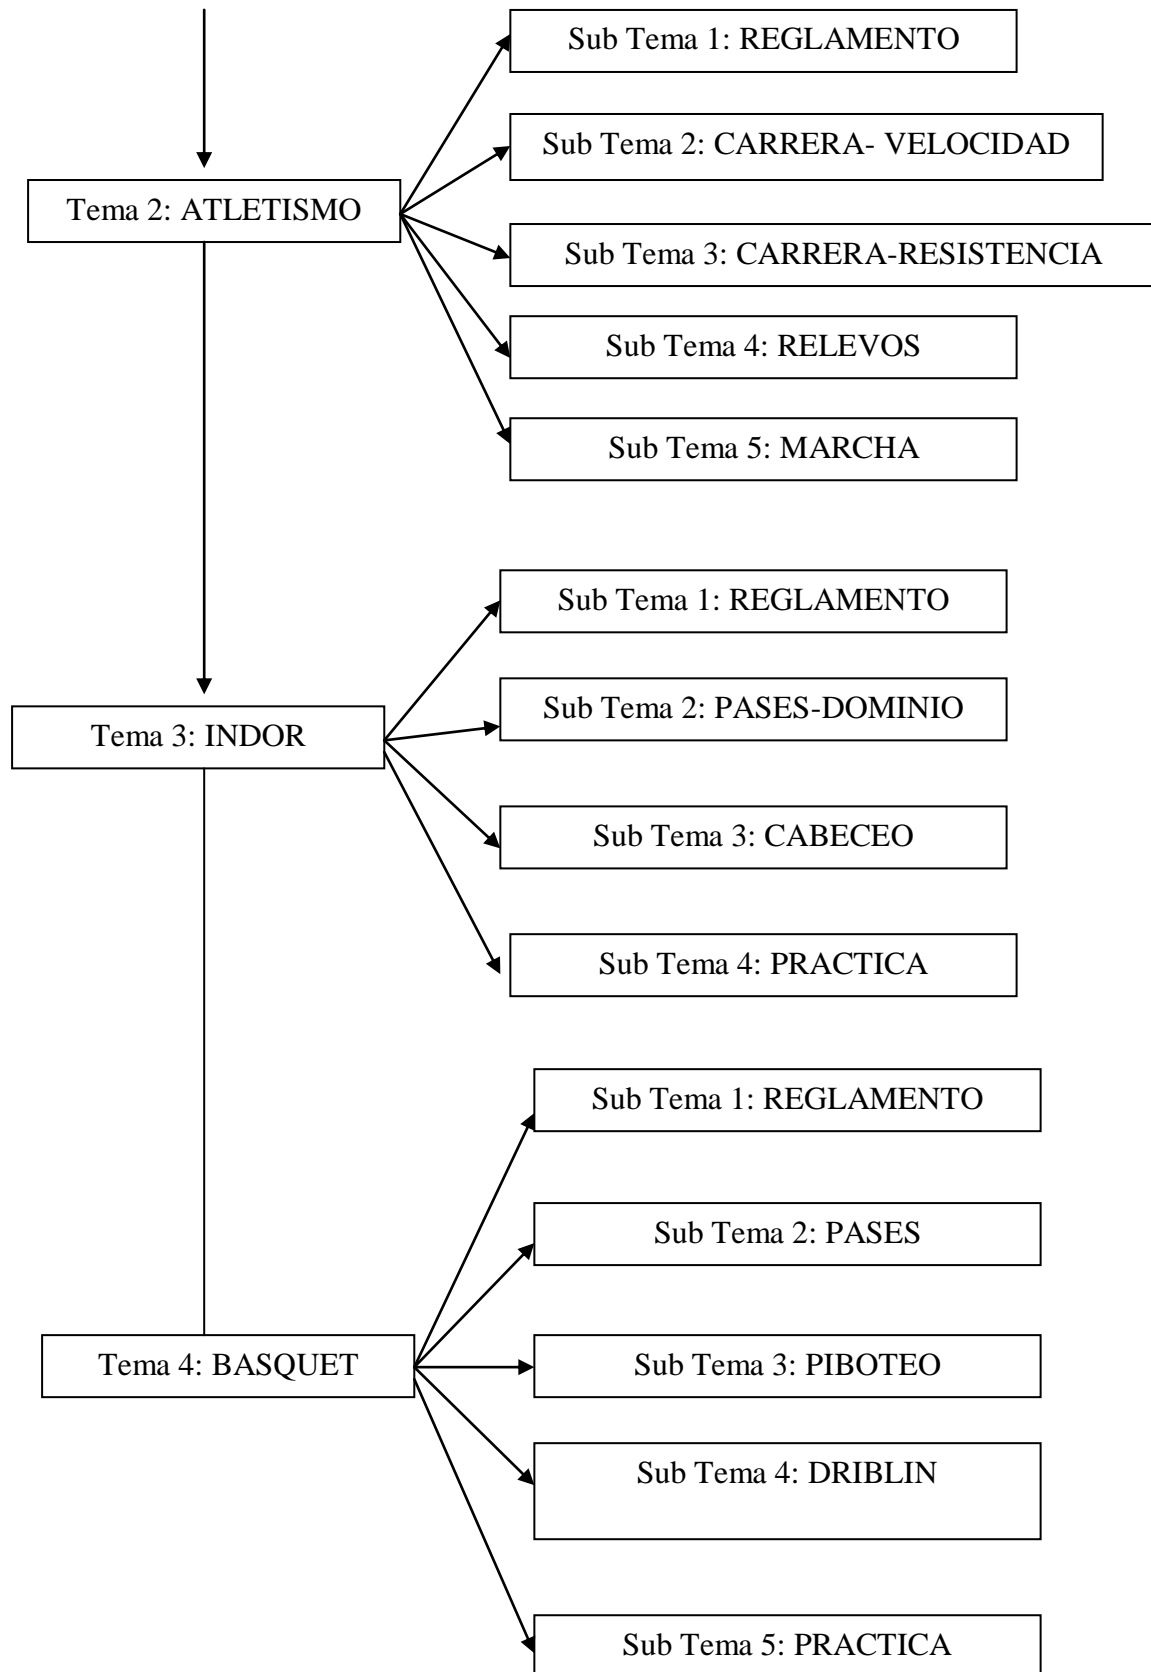 Sub Tema 1: REGLAMENTO
Sub Tema 2: CARRERA- VELOCIDAD
Tema 2: ATLETISMO
Sub Tema 3: CARRERA-RESISTENCIA
Sub Tema 4: RELEVOS
Sub Tema 5: MARCHA
Sub Tema 1: REGLAMENTO
Sub Tema 2: PASES-DOMINIO
Tema 3: INDOR
Sub Tema 3: CABECEO
Sub Tema 4: PRACTICA
Sub Tema 1: REGLAMENTO
Sub Tema 2: PASES
Tema 4: BASQUET
Sub Tema 3: PIBOTEO
Sub Tema 4: DRIBLIN
Sub Tema 5: PRACTICA